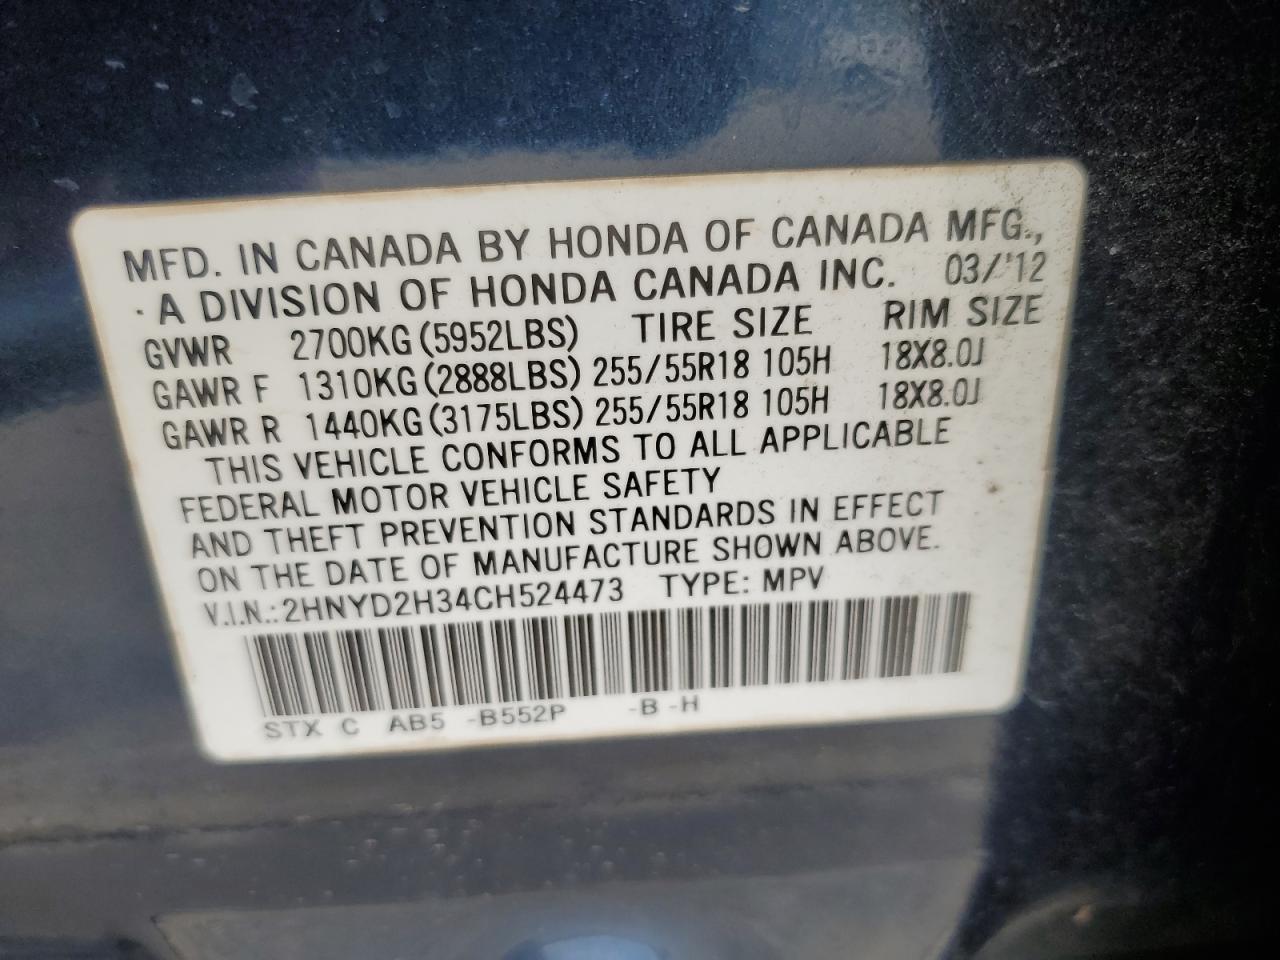 MFD. IN CANADA BY HONDA OF CANADA MFG.,
· A DIVISION OF HONDA CANADA INC. 03/'12
GVWR 2700KG (5952LBS) TIRE SIZE RIM SIZE
GAWR F 1310KG (2888LBS) 255/55R18 105H 18X8.0J
GAWR R 1440KG (3175LBS) 255/55R18 105H 18X8.0J
THIS VEHICLE CONFORMS TO ALL APPLICABLE
FEDERAL MOTOR VEHICLE SAFETY
AND THEFT PREVENTION STANDARDS IN EFFECT
ON THE DATE OF MANUFACTURE SHOWN ABOVE.
V.I.N.: 2HNYD2H34CH524473 TYPE: MPV
STX C AB5 -B552P -B -H